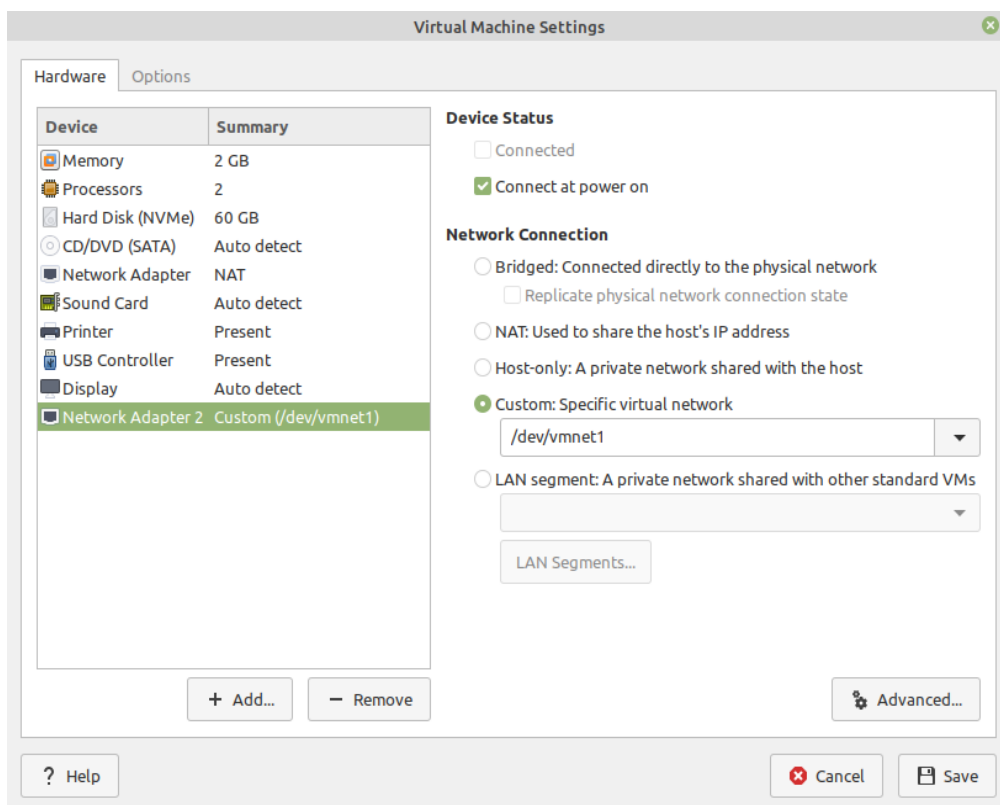 Virtual Machine Settings
Hardware Options
Device Summary
Memory 2 GB
Processors 2
Hard Disk (NVMe) 60 GB
CD/DVD (SATA) Auto detect
Network Adapter NAT
Sound Card Auto detect
Printer Present
USB Controller Present
Display Auto detect
Network Adapter 2 Custom (/dev/vmnet1)
+ Add...
− Remove
Device Status
Connected
Connect at power on
Network Connection
Bridged: Connected directly to the physical network
Replicate physical network connection state
NAT: Used to share the host's IP address
Host-only: A private network shared with the host
Custom: Specific virtual network
/dev/vmnet1
LAN segment: A private network shared with other standard VMs
LAN Segments...
Advanced...
? Help
Cancel
Save